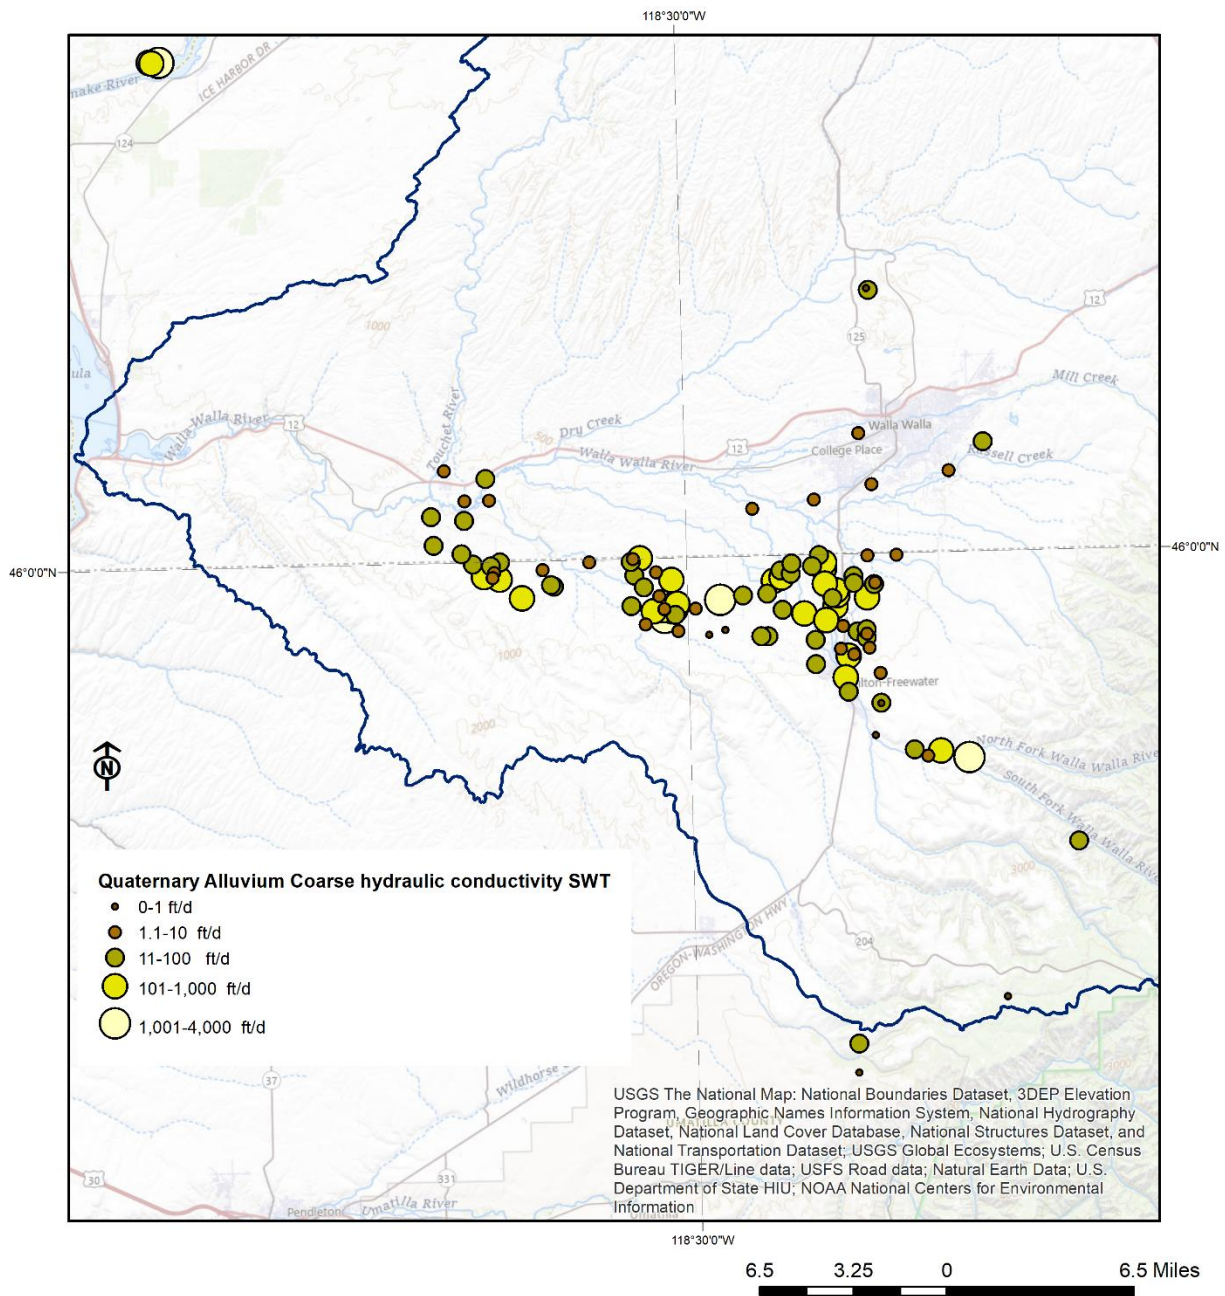 118°30'0"W
ICE HARBOR DR
nake River
124
12
125
1000
ula
Mill Creek
Walla-Walla River
12
Touchet River
500
Dry Creek
12
Walla Walla
College Place
Walla Walla River
Russell Creek
46°0'0"N
46°0'0"N
1000
ilton-Freewater
2000
N
North Fork Walla Walla River
South Fork Walla Walla River
3000
Quaternary Alluvium Coarse hydraulic conductivity SWT
0-1 ft/d
1.1-10 ft/d
11-100 ft/d
101-1,000 ft/d
1,001-4,000 ft/d
OREGON-WASHINGTON HWY
204
3000
37
Wildhorse
USGS The National Map: National Boundaries Dataset, 3DEP Elevation
Program, Geographic Names Information System, National Hydrography
Dataset, National Land Cover Database, National Structures Dataset, and
National Transportation Dataset; USGS Global Ecosystems; U.S. Census
Bureau TIGER/Line data; USFS Road data; Natural Earth Data; U.S.
Department of State HIU; NOAA National Centers for Environmental
Information
UMATILLA COUNTY
30
331
Pendleton
Umatilla River
118°30'0"W
6.5 3.25 0 6.5 Miles